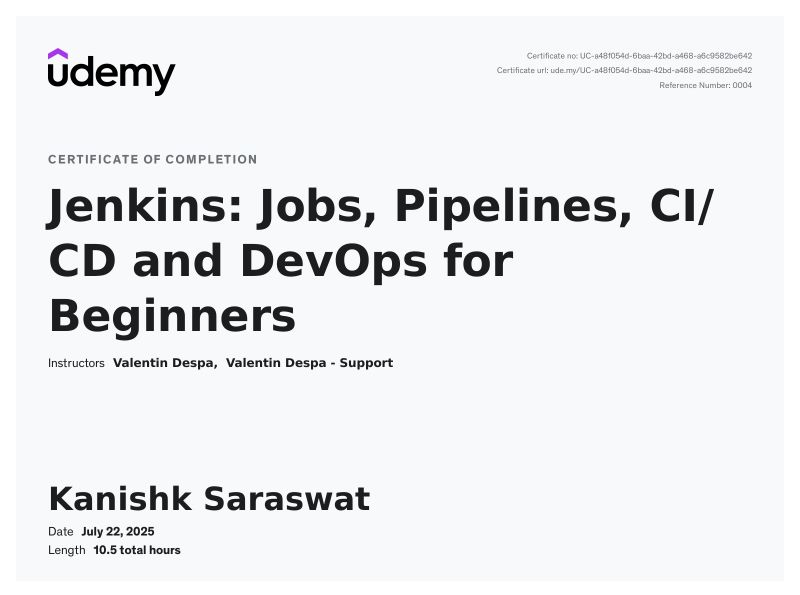 udemy
Certificate no: UC-a48f054d-6baa-42bd-a468-a6c9582be642
Certificate url: ude.my/UC-a48f054d-6baa-42bd-a468-a6c9582be642
Reference Number: 0004
CERTIFICATE OF COMPLETION
Jenkins: Jobs, Pipelines, CI/
CD and DevOps for
Beginners
Instructors Valentin Despa, Valentin Despa - Support
Kanishk Saraswat
Date July 22, 2025
Length 10.5 total hours